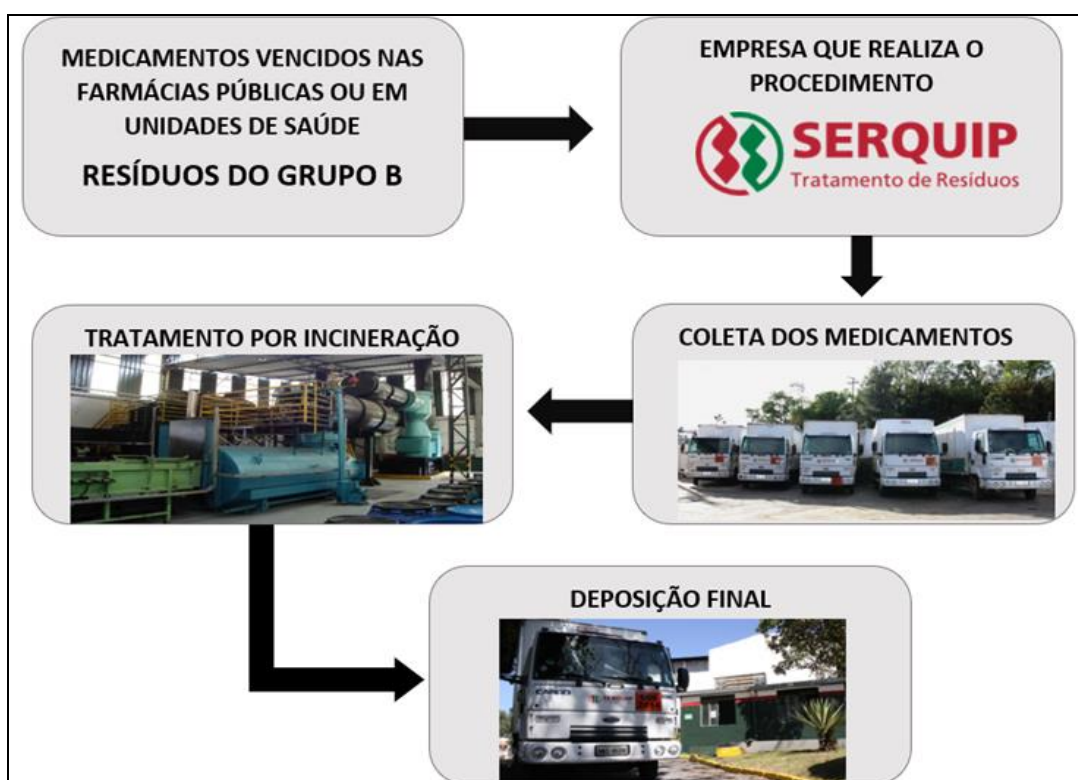 MEDICAMENTOS VENCIDOS NAS
FARMÁCIAS PÚBLICAS OU EM
UNIDADES DE SAÚDE
RESÍDUOS DO GRUPO B
EMPRESA QUE REALIZA O
PROCEDIMENTO
SERQUIP
Tratamento de Resíduos
COLETA DOS MEDICAMENTOS
TRATAMENTO POR INCINERAÇÃO
DEPOSIÇÃO FINAL
CARGO